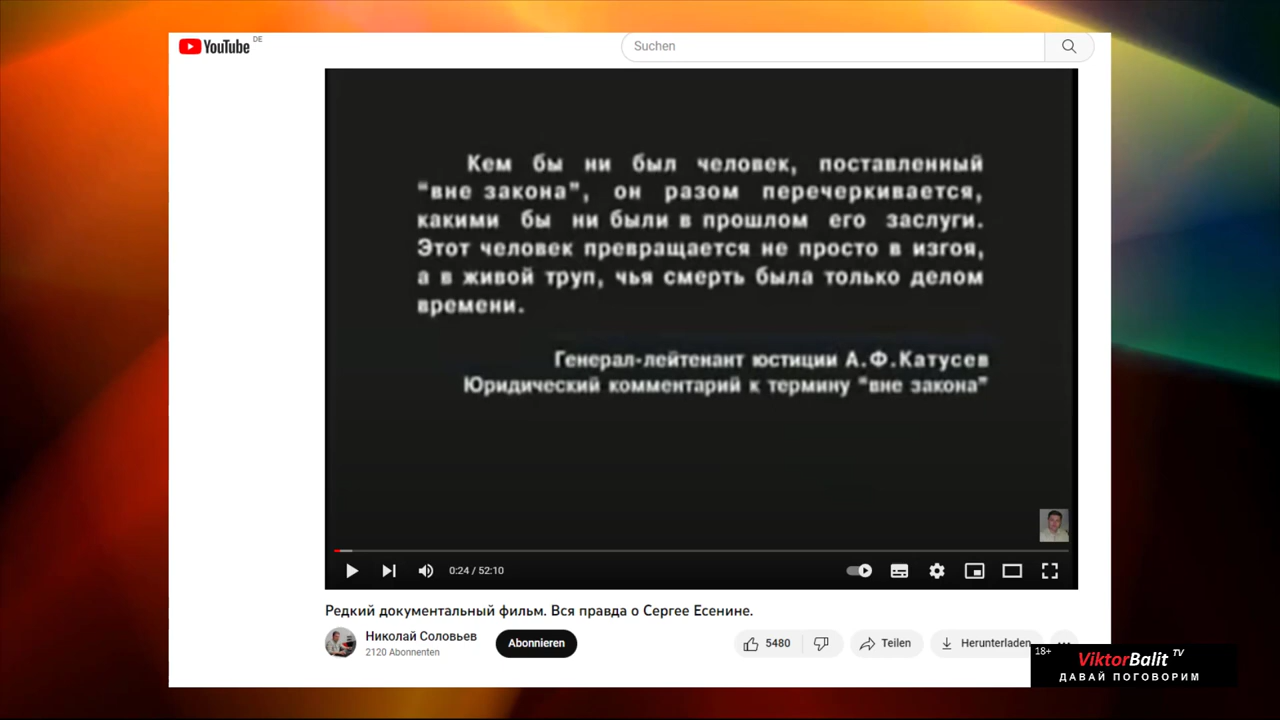 YouTube DE
Suchen
Кем бы ни был человек, поставленный
"вне закона", он разом перечеркивается,
какими бы ни были в прошлом его заслуги.
Этот человек превращается не просто в изгоя,
а в живой труп, чья смерть была только делом
времени.
Генерал-лейтенант юстиции А.Ф.Катусев
Юридический комментарий к термину "вне закона"
0:24 / 52:10
Редкий документальный фильм. Вся правда о Сергее Есенине.
Николай Соловьев
2120 Abonnenten
Abonnieren
5480
Teilen
Herunterladen
18+
ViktorBalit TV
ДАВАЙ ПОГОВОРИМ